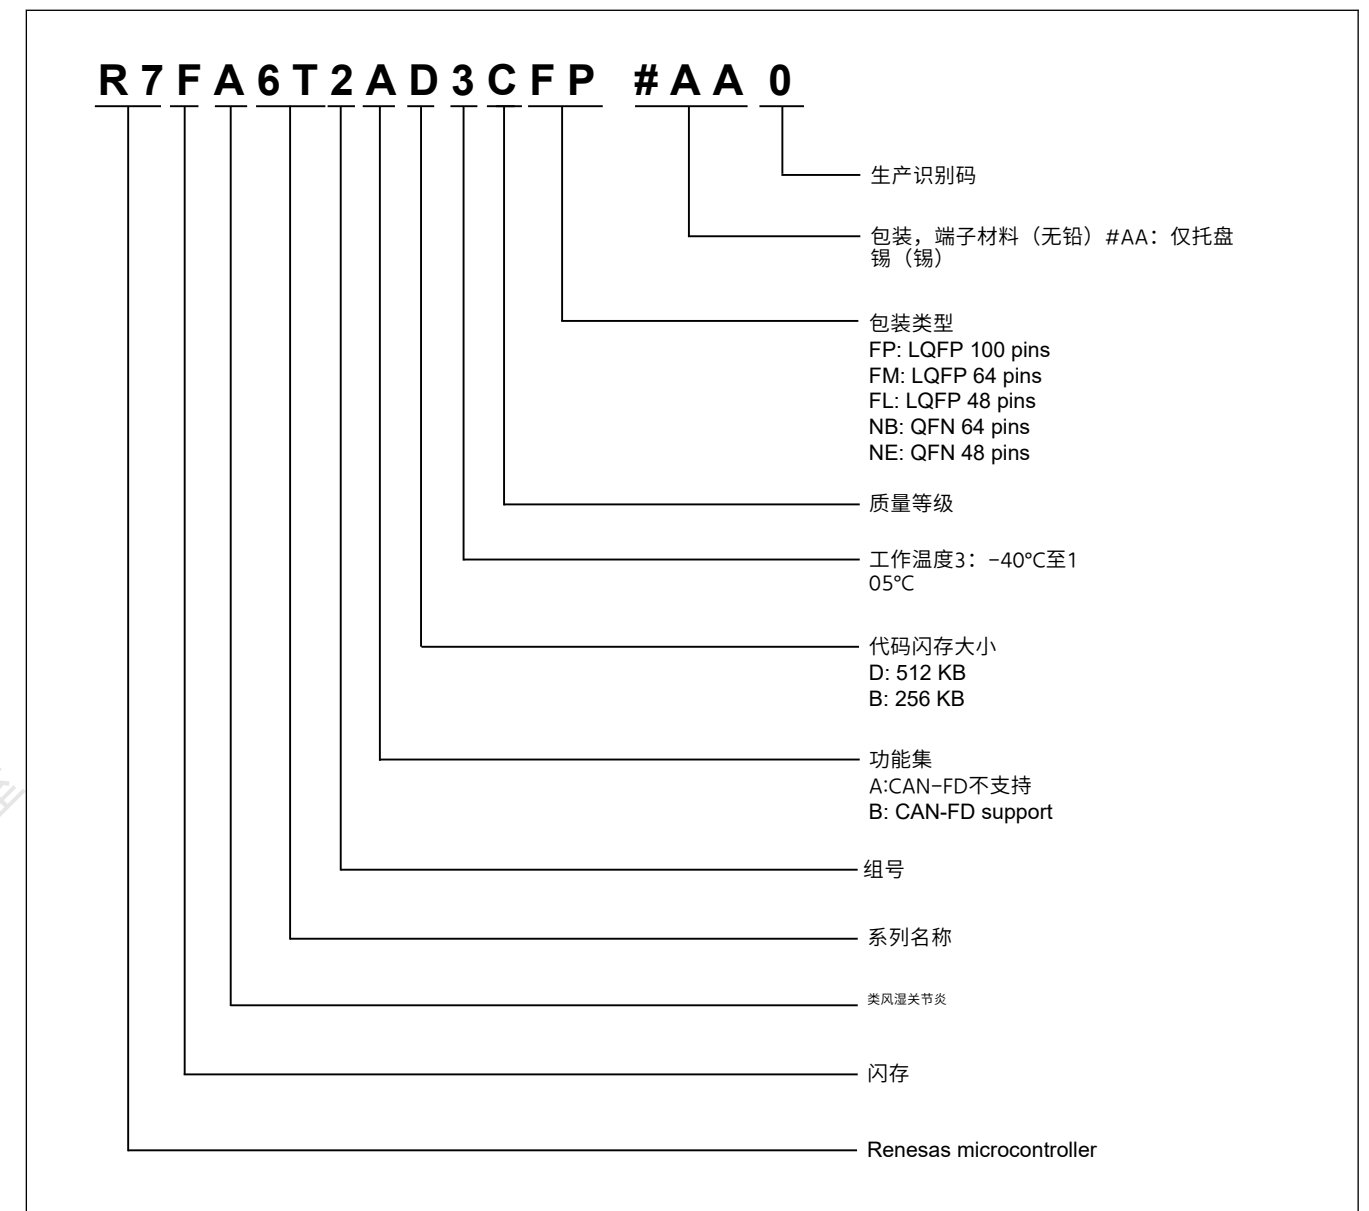 R7FA6T2AD3CFP #AA0
生产识别码
包装，端子材料（无铅）#AA：仅托盘
锡（锡）
包装类型
FP: LQFP 100 pins
FM: LQFP 64 pins
FL: LQFP 48 pins
NB: QFN 64 pins
NE: QFN 48 pins
质量等级
工作温度3：-40°C至1
05°C
代码闪存大小
D: 512 KB
B: 256 KB
功能集
A:CAN-FD不支持
B: CAN-FD support
组号
系列名称
类风湿关节炎
闪存
Renesas microcontroller